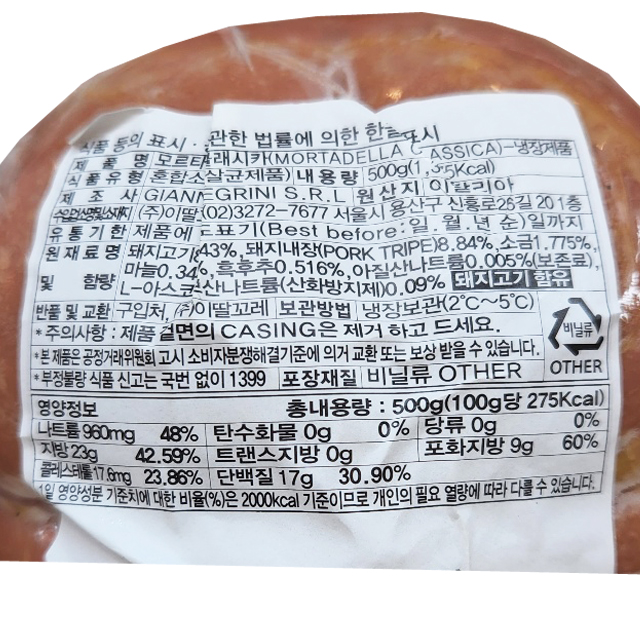 식품 등의 표시 · 관한 법률에 의한 한 표시
제 품 명 모르타래시카(MORTADELLA C ASSICA)-냉장제품
식품유형 혼합소 살균제품) 내용량 500g(1, 5Kcal)
제 조 사 GIAN EGRINI S.R.L 원산지 이탈리아
수입업소명및소재지 (주)이딸 (02)3272-7677 서울시 용산구 신흥로26길 20 1층
유통기한 제품에 표기(Best before:일.월.년 순)일까지
원재료명 돼지고기 43%, 돼지내장(PORK TRIPE)8.84%, 소금1.775%,
및 함량 마늘0.34%, 흑후추0.516%, 아질산나트륨0.005%(보존료),
L-아스코 산나트륨(산화방지제)0.09% 돼지고기 함유
반품 및 교환 구입처, (주)이딸꼬레 보관방법 냉장보관(2℃~5℃)
*주의사항 : 제품 겉면의 CASING은 제거 하고 드세요.
비닐류
OTHER
*본 제품은 공정거래위원회 고시 소비자분쟁해결기준에 의거 교환 또는 보상 받을 수 있습니다.
*부정불량 식품 신고는 국번 없이 1399 포장재질 비닐류 OTHER
영양정보 총내용량 : 500g(100g당 275Kcal)
나트륨 960mg 48% 탄수화물 0g 0% 당류 0g 0%
지방 23g 42.59% 트랜스지방 0g 포화지방 9g 60%
콜레스테롤 17.6mg 23.86% 단백질 17g 30.90%
1일 영양성분 기준치에 대한 비율(%)은 2000kcal 기준이므로 개인의 필요 열량에 따라 다를 수 있습니다.